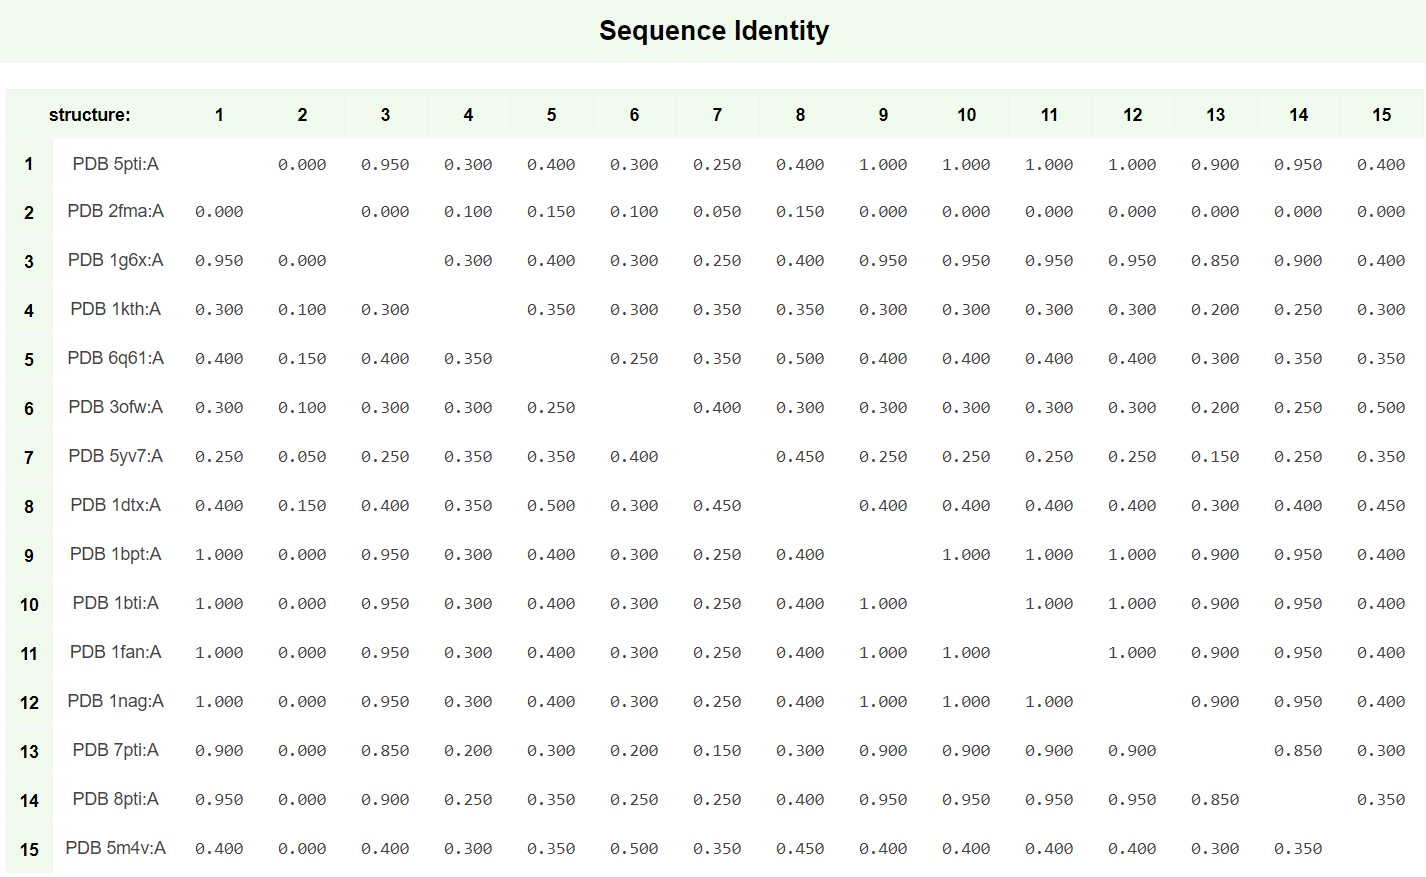 Sequence Identity
structure: 1 2 3 4 5 6 7 8 9 10 11 12 13 14 15
1 PDB 5pti:A 0.000 0.950 0.300 0.400 0.300 0.250 0.400 1.000 1.000 1.000 1.000 0.900 0.950 0.400
2 PDB 2fma:A 0.000 0.000 0.100 0.150 0.100 0.050 0.150 0.000 0.000 0.000 0.000 0.000 0.000 0.000
3 PDB 1g6x:A 0.950 0.000 0.300 0.400 0.300 0.250 0.400 0.950 0.950 0.950 0.950 0.850 0.900 0.400
4 PDB 1kth:A 0.300 0.100 0.300 0.350 0.300 0.350 0.350 0.300 0.300 0.300 0.300 0.200 0.250 0.300
5 PDB 6q61:A 0.400 0.150 0.400 0.350 0.250 0.350 0.500 0.400 0.400 0.400 0.400 0.300 0.350 0.350
6 PDB 3ofw:A 0.300 0.100 0.300 0.300 0.250 0.400 0.300 0.300 0.300 0.300 0.300 0.200 0.250 0.500
7 PDB 5yv7:A 0.250 0.050 0.250 0.350 0.350 0.400 0.450 0.250 0.250 0.250 0.250 0.150 0.250 0.350
8 PDB 1dtx:A 0.400 0.150 0.400 0.350 0.500 0.300 0.450 0.400 0.400 0.400 0.400 0.300 0.400 0.450
9 PDB 1bpt:A 1.000 0.000 0.950 0.300 0.400 0.300 0.250 0.400 1.000 1.000 1.000 0.900 0.950 0.400
10 PDB 1bti:A 1.000 0.000 0.950 0.300 0.400 0.300 0.250 0.400 1.000 1.000 1.000 0.900 0.950 0.400
11 PDB 1fan:A 1.000 0.000 0.950 0.300 0.400 0.300 0.250 0.400 1.000 1.000 1.000 0.900 0.950 0.400
12 PDB 1nag:A 1.000 0.000 0.950 0.300 0.400 0.300 0.250 0.400 1.000 1.000 1.000 0.900 0.950 0.400
13 PDB 7pti:A 0.900 0.000 0.850 0.200 0.300 0.200 0.150 0.300 0.900 0.900 0.900 0.900 0.850 0.300
14 PDB 8pti:A 0.950 0.000 0.900 0.250 0.350 0.250 0.250 0.400 0.950 0.950 0.950 0.950 0.850 0.350
15 PDB 5m4v:A 0.400 0.000 0.400 0.300 0.350 0.500 0.350 0.450 0.400 0.400 0.400 0.400 0.300 0.350